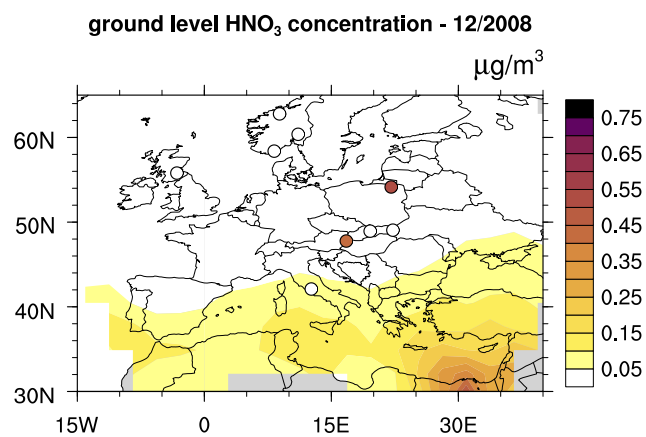 ground level HNO₃ concentration - 12/2008
μg/m³
60N
50N
40N
30N
15W 0 15E 30E
0.75
0.65
0.55
0.45
0.35
0.25
0.15
0.05